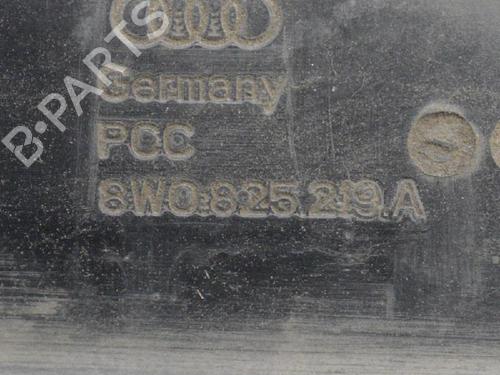 B-PARTS
Germany
PCC
8W0.825.219.A